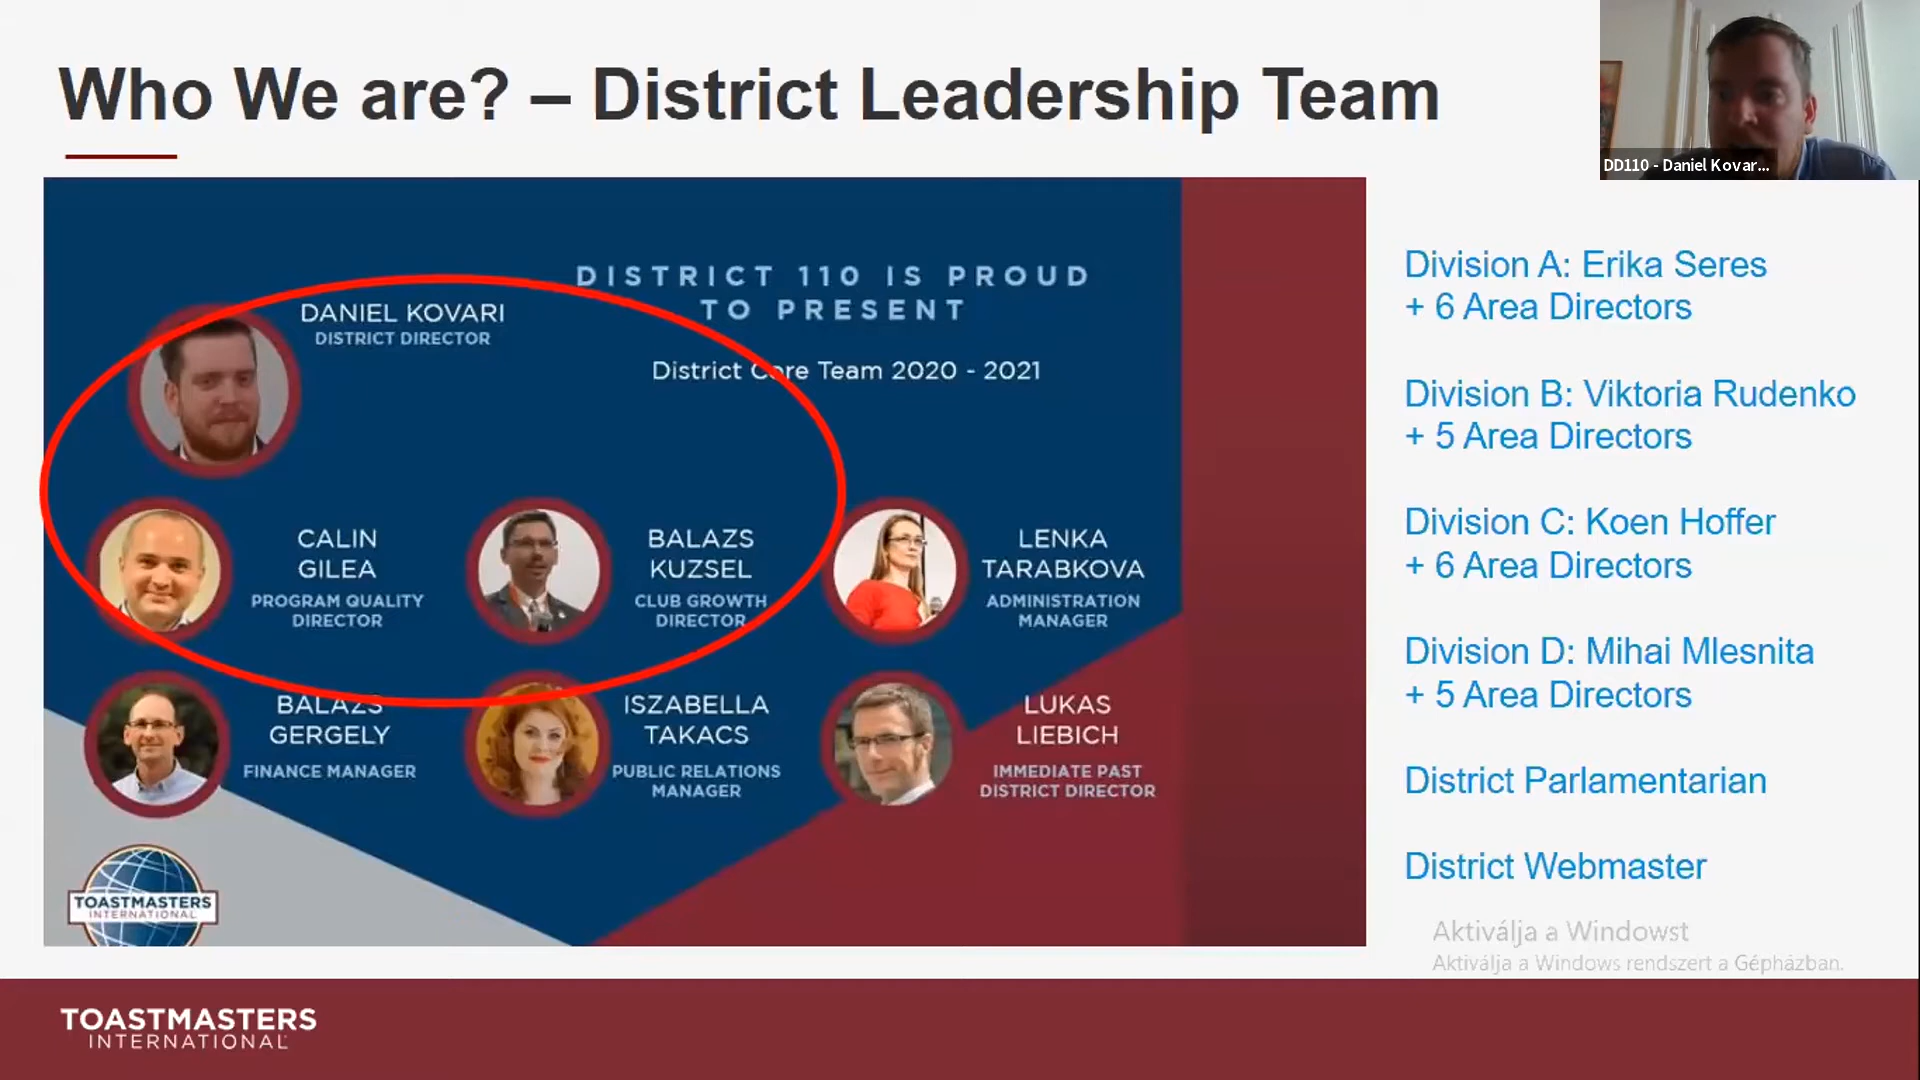 Who We are? – District Leadership Team
DD110 - Daniel Kovar...
DISTRICT 110 IS PROUD
TO PRESENT
District Core Team 2020 - 2021
DANIEL KOVARI
DISTRICT DIRECTOR
CALIN
GILEA
PROGRAM QUALITY
DIRECTOR
BALAZS
KUZSEL
CLUB GROWTH
DIRECTOR
LENKA
TARABKOVA
ADMINISTRATION
MANAGER
BALAZS
GERGELY
FINANCE MANAGER
ISZABELLA
TAKACS
PUBLIC RELATIONS
MANAGER
LUKAS
LIEBICH
IMMEDIATE PAST
DISTRICT DIRECTOR
TOASTMASTERS
INTERNATIONAL
Division A: Erika Seres
+ 6 Area Directors
Division B: Viktoria Rudenko
+ 5 Area Directors
Division C: Koen Hoffer
+ 6 Area Directors
Division D: Mihai Mlesnita
+ 5 Area Directors
District Parlamentarian
District Webmaster
Aktiválja a Windowst
Aktiválja a Windows rendszert a Gépházban.
TOASTMASTERS
INTERNATIONAL